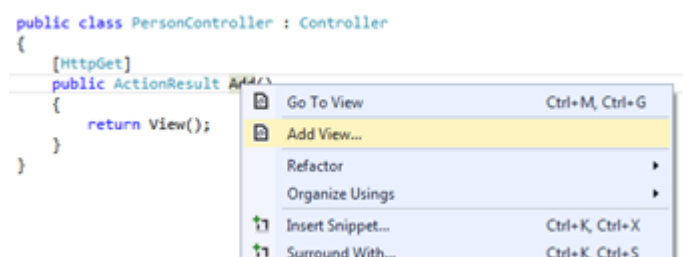 public class PersonController : Controller
{
[HttpGet]
public ActionResult Add()
{
return View();
}
}
Go To View Ctrl+M, Ctrl+G
Add View...
Refactor
Organize Usings
Insert Snippet... Ctrl+K, Ctrl+X
Surround With... Ctrl+K, Ctrl+S